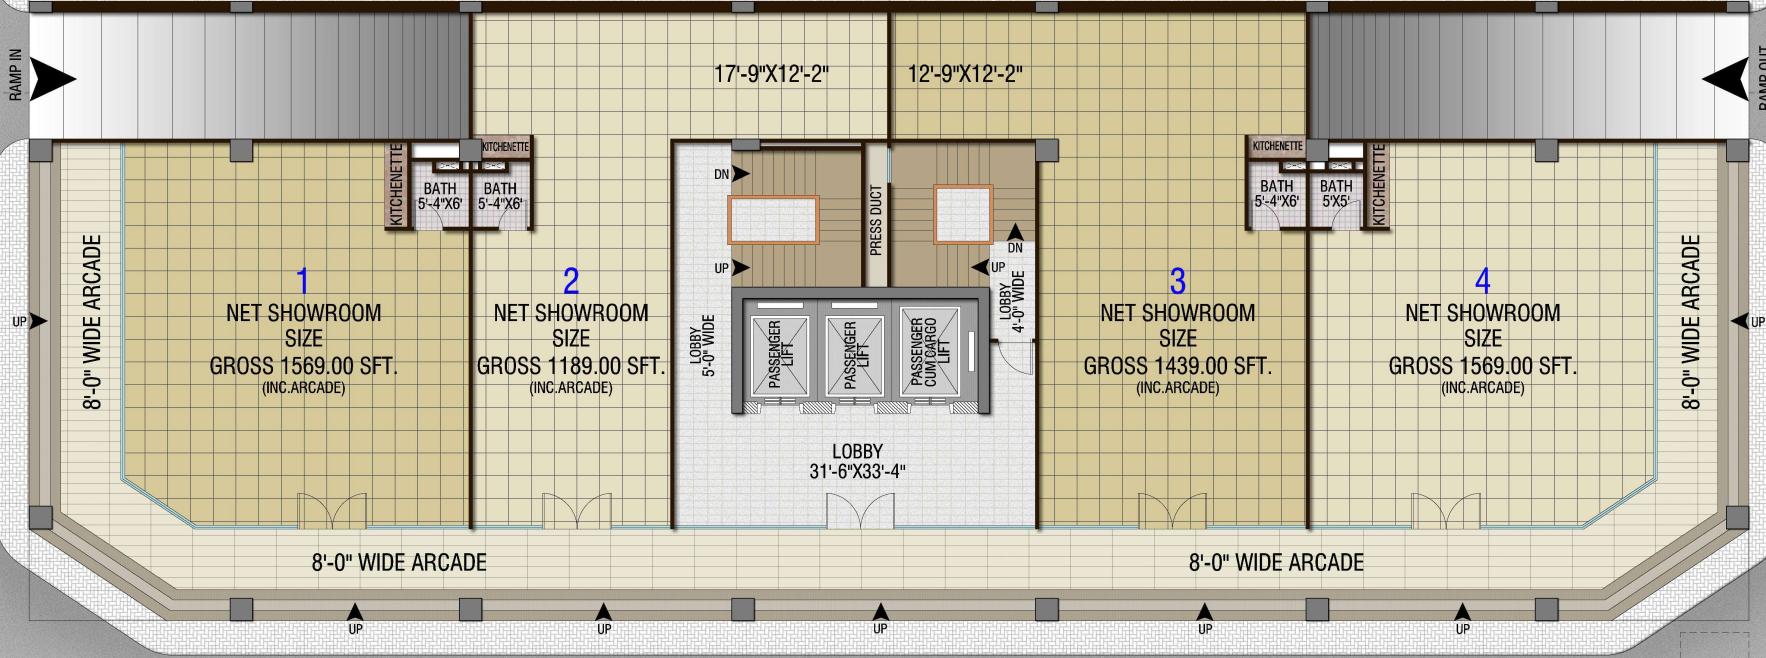 RAMP IN
17'-9"X12'-2"
12'-9"X12'-2"
RAMP OUT
KITCHENETTE
KITCHENETTE
BATH
5'-4"X6'
BATH
5'-4"X6'
DN
UP
PRESS DUCT
DN
UP
LOBBY
4'-0" WIDE
KITCHENETTE
BATH
5'-4"X6'
BATH
5'X5'
KITCHENETTE
UP
8'-0" WIDE ARCADE
1
NET SHOWROOM
SIZE
GROSS 1569.00 SFT.
(INC.ARCADE)
2
NET SHOWROOM
SIZE
GROSS 1189.00 SFT.
(INC.ARCADE)
LOBBY
5'-0" WIDE
PASSENGER
LIFT
PASSENGER
LIFT
PASSENGER
CUM CARGO
LIFT
3
NET SHOWROOM
SIZE
GROSS 1439.00 SFT.
(INC.ARCADE)
4
NET SHOWROOM
SIZE
GROSS 1569.00 SFT.
(INC.ARCADE)
8'-0" WIDE ARCADE
UP
LOBBY
31'-6"X33'-4"
8'-0" WIDE ARCADE
8'-0" WIDE ARCADE
UP
UP
UP
UP
UP